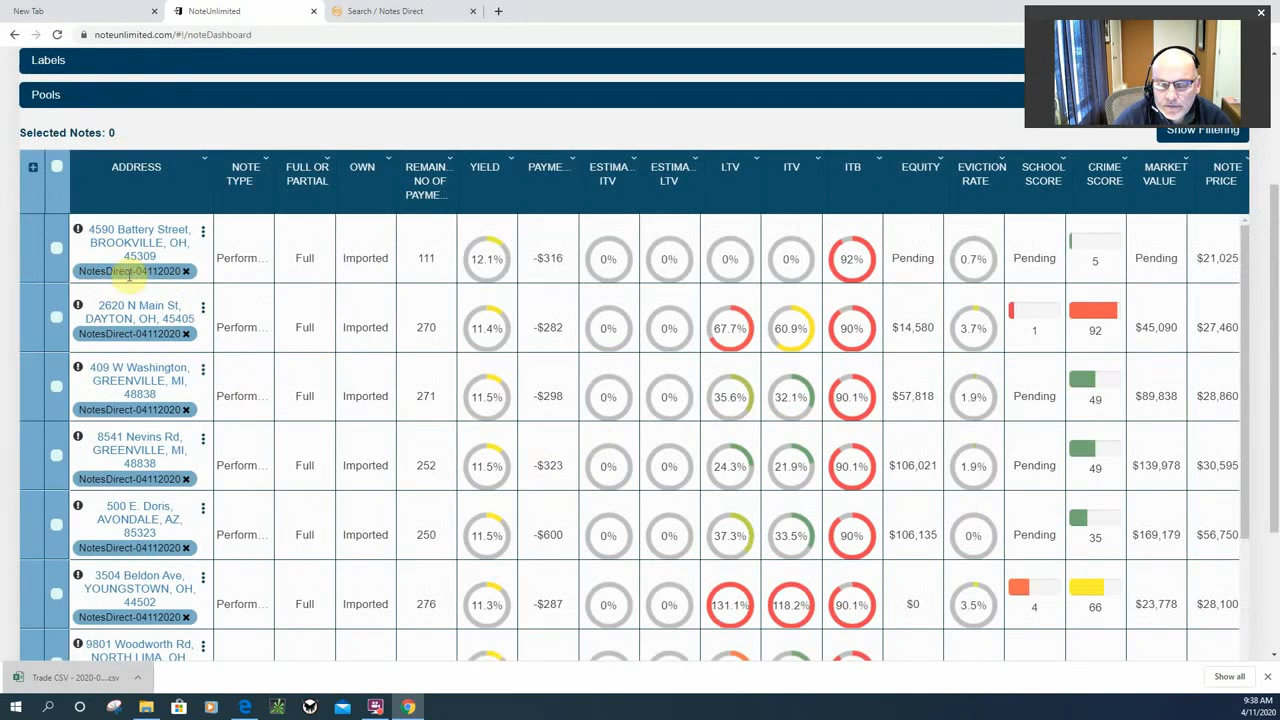 New Tab
NoteUnlimited
Search / Notes Direct
noteunlimited.com/#!/noteDashboard
Labels
Pools
Selected Notes: 0
Show Filtering
ADDRESS
NOTE
TYPE
FULL OR
PARTIAL
OWN
REMAIN...
NO OF
PAYME...
YIELD
PAYME...
ESTIMA...
ITV
ESTIMA...
LTV
LTV
ITV
ITB
EQUITY
EVICTION
RATE
SCHOOL
SCORE
CRIME
SCORE
MARKET
VALUE
NOTE
PRICE
4590 Battery Street,
BROOKVILLE, OH,
45309
NotesDirect-04112020
Perform... Full Imported 111 12.1% -$316 0% 0% 0% 0% 92% Pending 0.7% 5 Pending $21,025
2620 N Main St,
DAYTON, OH, 45405
NotesDirect-04112020
Perform... Full Imported 270 11.4% -$282 0% 0% 67.7% 60.9% 90% $14,580 3.7% 1 92 $45,090 $27,460
409 W Washington,
GREENVILLE, MI,
48838
NotesDirect-04112020
Perform... Full Imported 271 11.5% -$298 0% 0% 35.6% 32.1% 90.1% $57,818 1.9% Pending 49 $89,838 $28,860
8541 Nevins Rd,
GREENVILLE, MI,
48838
NotesDirect-04112020
Perform... Full Imported 252 11.5% -$323 0% 0% 24.3% 21.9% 90.1% $106,021 1.9% Pending 49 $139,978 $30,595
500 E. Doris,
AVONDALE, AZ,
85323
NotesDirect-04112020
Perform... Full Imported 250 11.5% -$600 0% 0% 37.3% 33.5% 90% $106,135 0% Pending 35 $169,179 $56,750
3504 Beldon Ave,
YOUNGSTOWN, OH,
44502
NotesDirect-04112020
Perform... Full Imported 276 11.3% -$287 0% 0% 131.1% 118.2% 90.1% $0 3.5% 4 66 $23,778 $28,100
9801 Woodworth Rd,
NORTH LIMA, OH
Trade CSV - 2020-0....csv
Show all
9:38 AM
4/11/2020